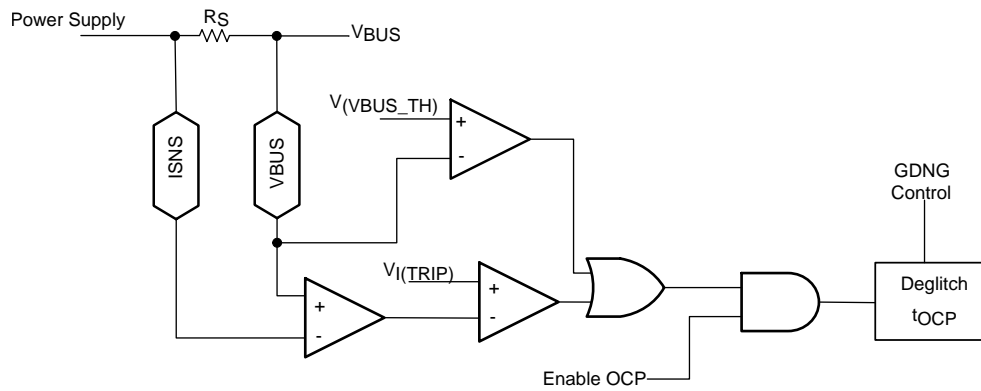 Power Supply
RS
VBUS
ISNS
VBUS
V(VBUS_TH)
+
-
VI(TRIP)
+
-
+
-
GDNG
Control
Deglitch
tOCP
Enable OCP